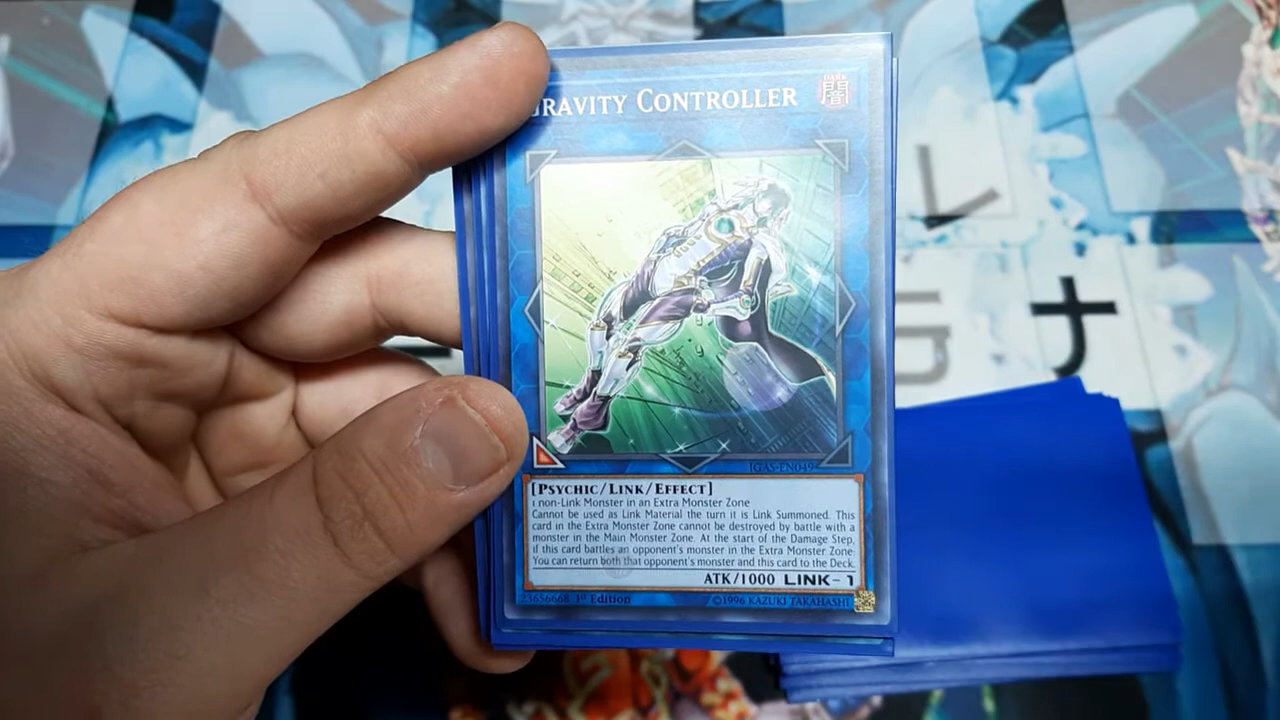 GRAVITY CONTROLLER
DARK
闇
IGAS-EN049
[PSYCHIC/LINK/EFFECT]
1 non-Link Monster in an Extra Monster Zone
Cannot be used as Link Material the turn it is Link Summoned. This
card in the Extra Monster Zone cannot be destroyed by battle with a
monster in the Main Monster Zone. At the start of the Damage Step,
if this card battles an opponent's monster in the Extra Monster Zone:
You can return both that opponent's monster and this card to the Deck.
ATK/1000 LINK-1
23656668 1st Edition ©1996 KAZUKI TAKAHASHI
ナ